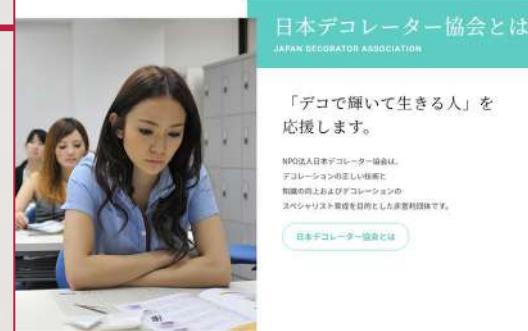 日本デコレーター協会とは
JAPAN DECORATOR ASSOCIATION
「デコで輝いて生きる人」を
応援します。
NPO法人日本デコレーター協会は、
デコレーションの正しい技術と
知識の向上およびデコレーションの
スペシャリスト育成を目的とした非営利団体です。
日本デコレーター協会とは